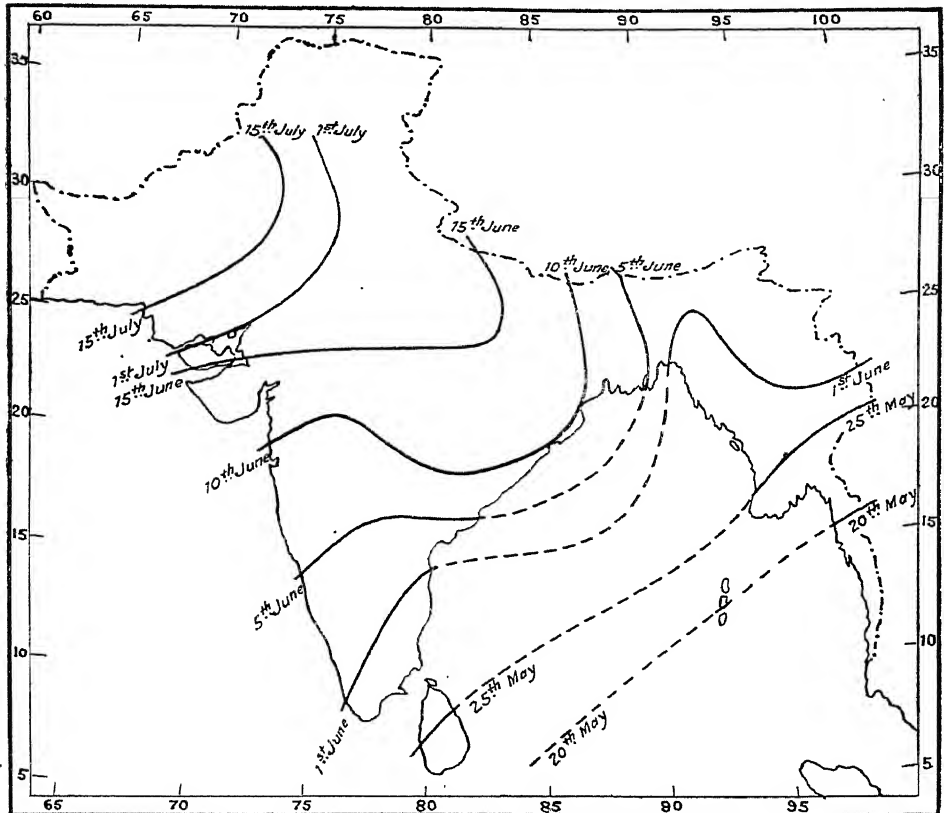 60 65 70 75 80 85 90 95 100
35 35
15th July 1st July
30 30
15th June
10th June 5th June
25 25
15th July
1st July
15th June
1st June
25th May
20 20
10th June
20th May
15 15
5th June
10 10
25th May
20th May
1st June
5 5
65 70 75 80 85 90 95